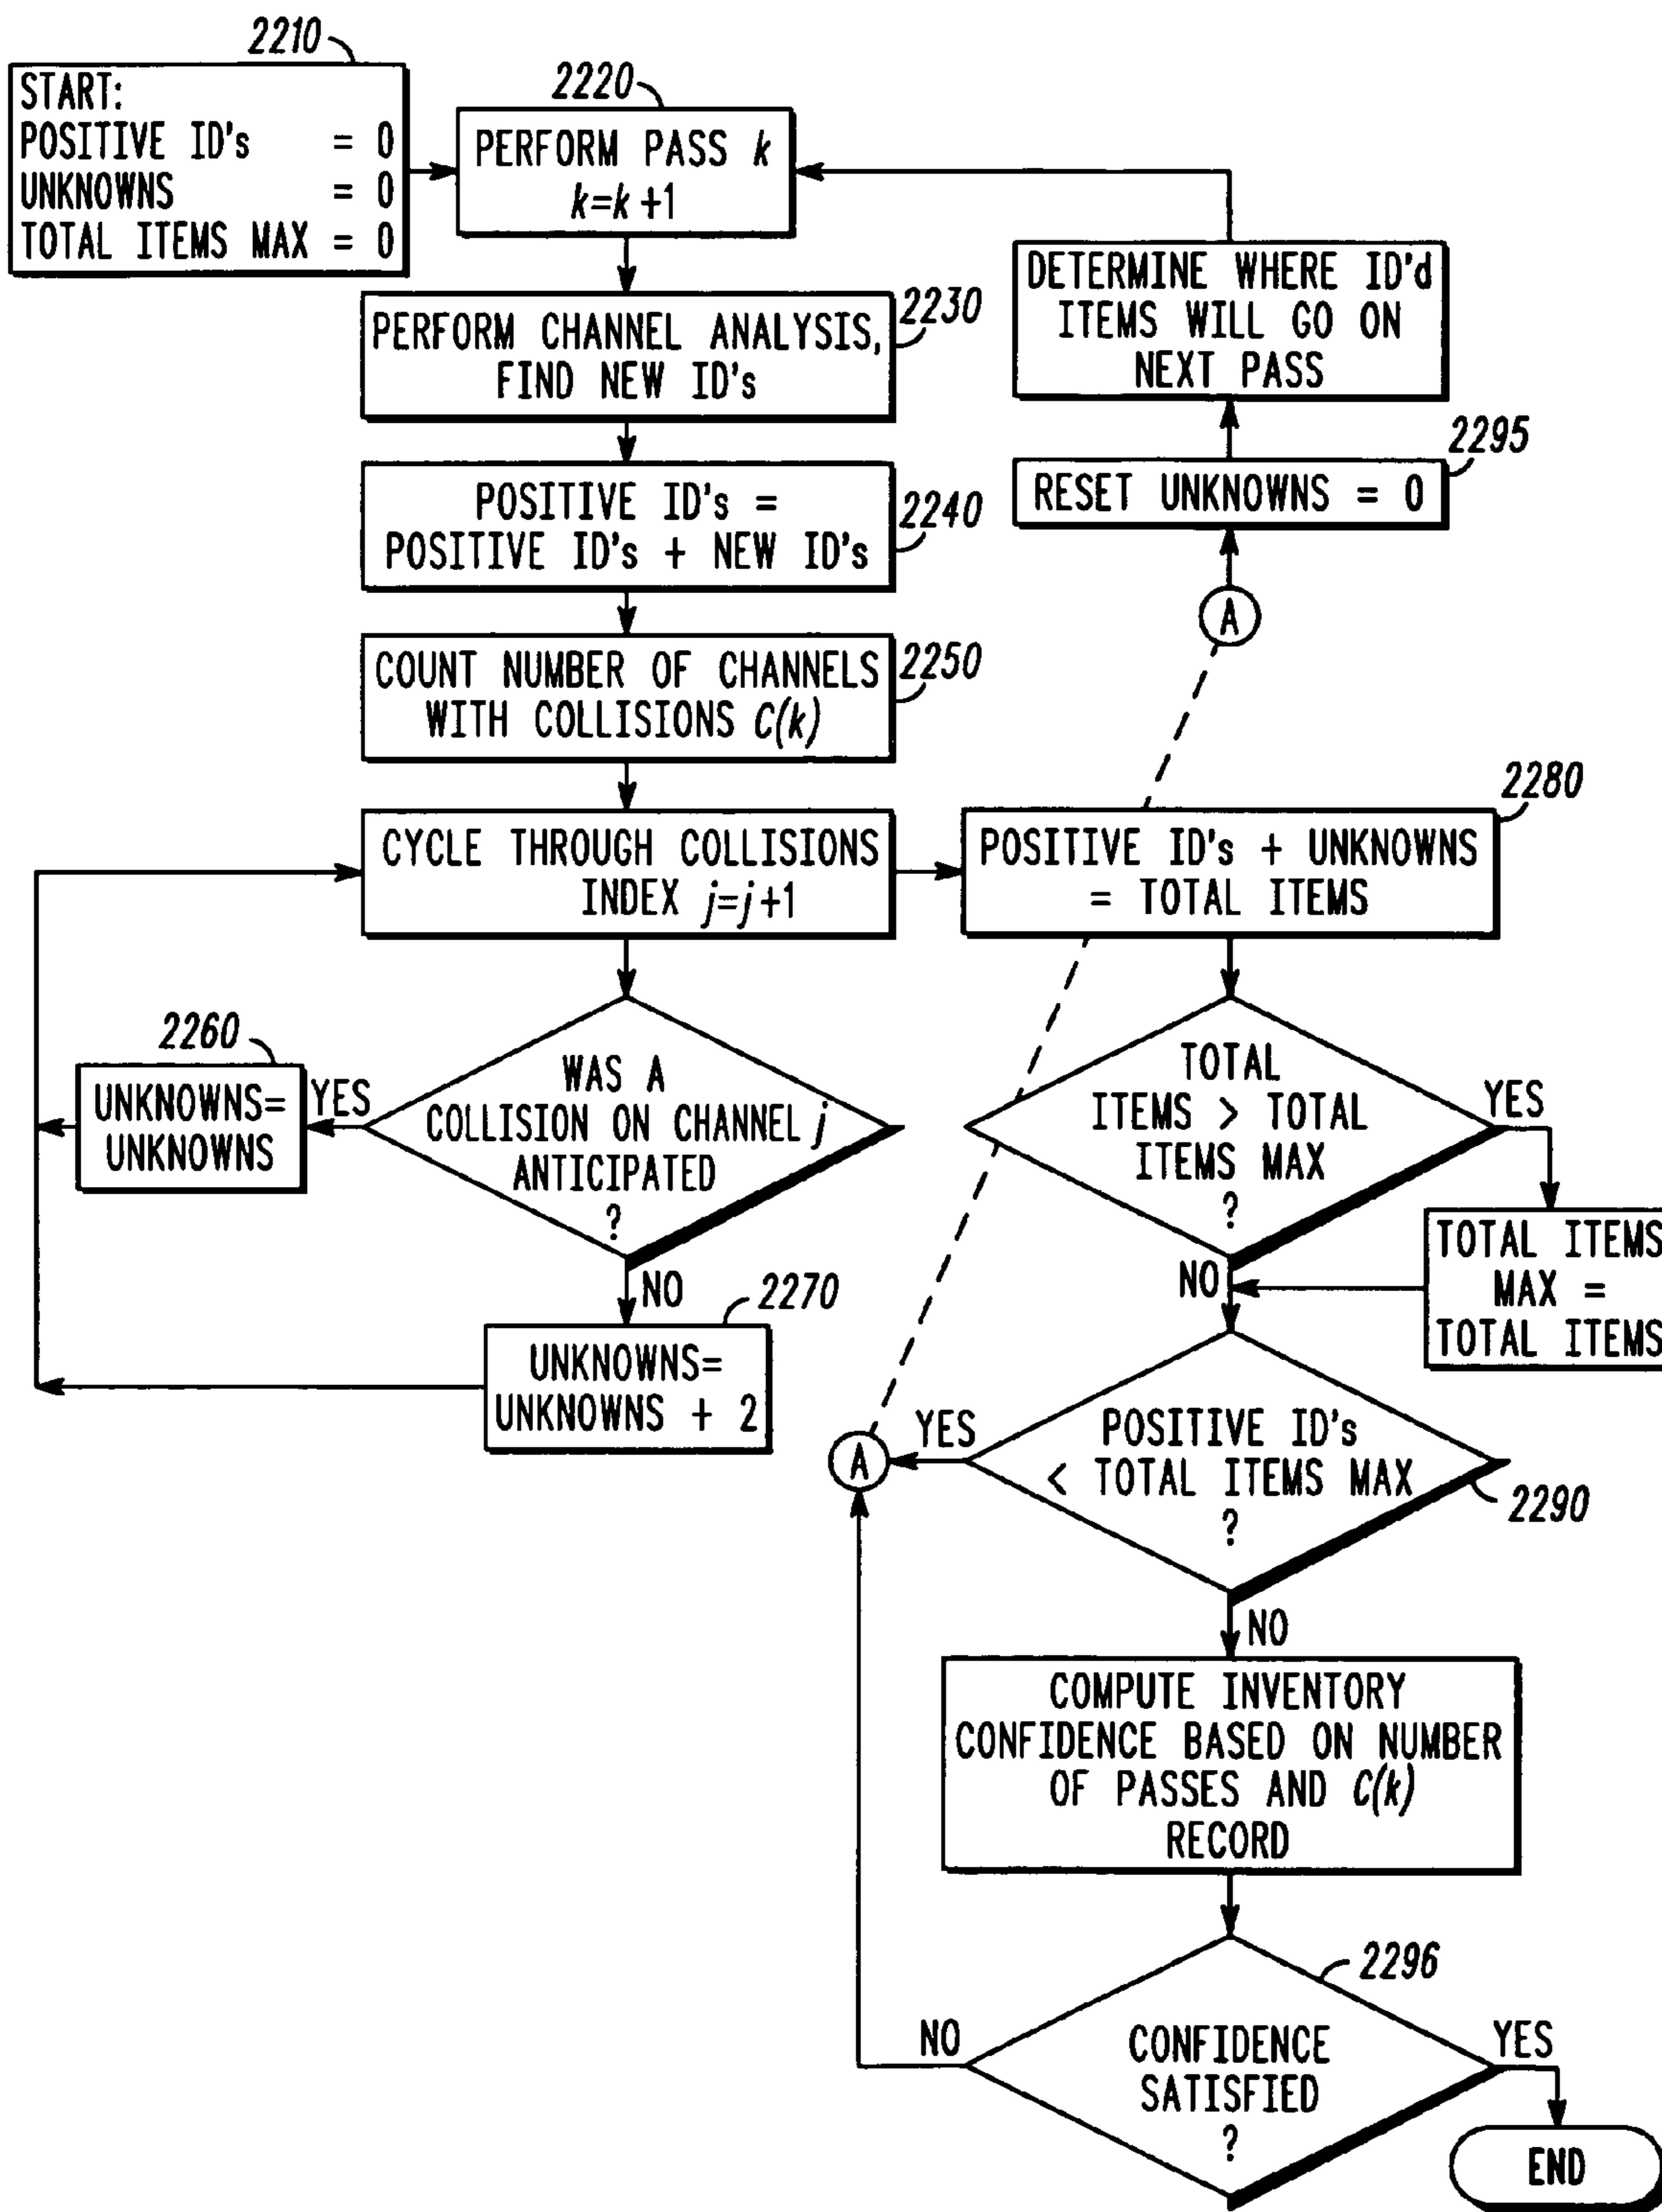 2210
START:
POSITIVE ID's = 0
UNKNOWNS = 0
TOTAL ITEMS MAX = 0
2220
PERFORM PASS k
k=k+1
2230
PERFORM CHANNEL ANALYSIS,
FIND NEW ID's
2240
POSITIVE ID's =
POSITIVE ID's + NEW ID's
2250
COUNT NUMBER OF CHANNELS
WITH COLLISIONS C(k)
CYCLE THROUGH COLLISIONS
INDEX j=j+1
WAS A
COLLISION ON CHANNEL j
ANTICIPATED
?
YES
2260
UNKNOWNS=
UNKNOWNS
NO
2270
UNKNOWNS=
UNKNOWNS + 2
2280
POSITIVE ID's + UNKNOWNS
= TOTAL ITEMS
TOTAL
ITEMS > TOTAL
ITEMS MAX
?
YES
TOTAL ITEMS
MAX =
TOTAL ITEMS
NO
POSITIVE ID's
< TOTAL ITEMS MAX
?
2290
YES
A
NO
COMPUTE INVENTORY
CONFIDENCE BASED ON NUMBER
OF PASSES AND C(k)
RECORD
2296
CONFIDENCE
SATISFIED
?
NO
YES
END
A
2295
RESET UNKNOWNS = 0
DETERMINE WHERE ID'd
ITEMS WILL GO ON
NEXT PASS